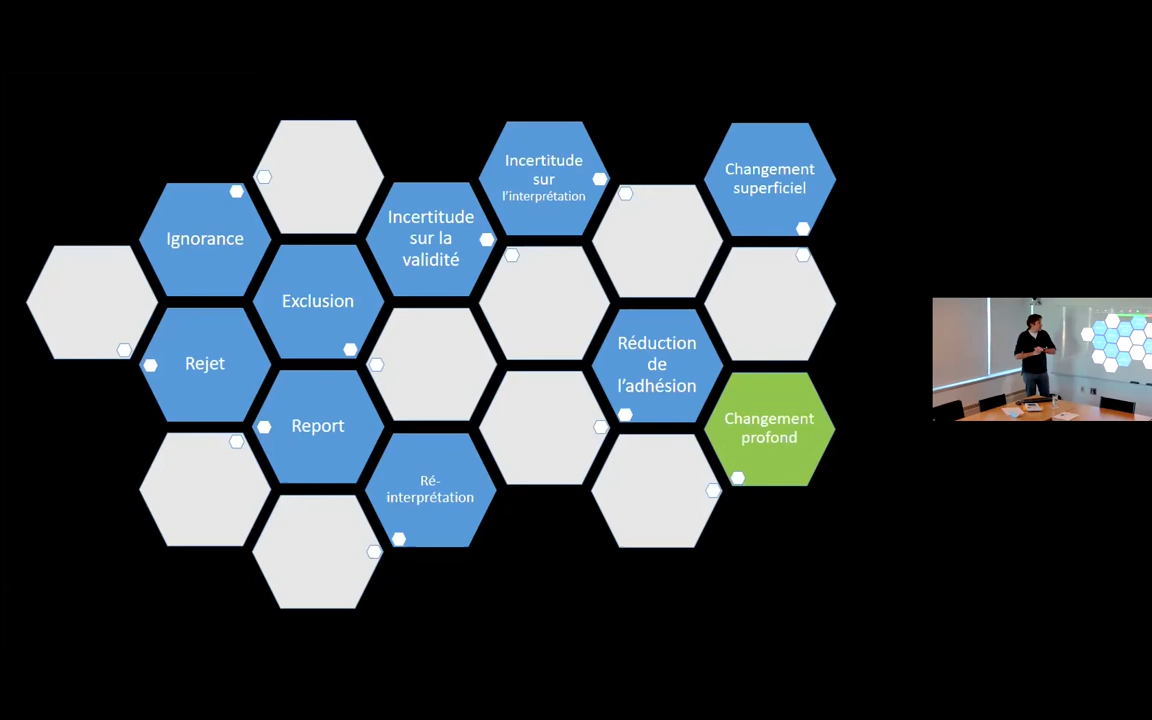 Ignorance
Rejet
Exclusion
Report
Incertitude
sur la
validité
Ré-
interprétation
Incertitude
sur
l'interprétation
Réduction
de
l'adhésion
Changement
superficiel
Changement
profond